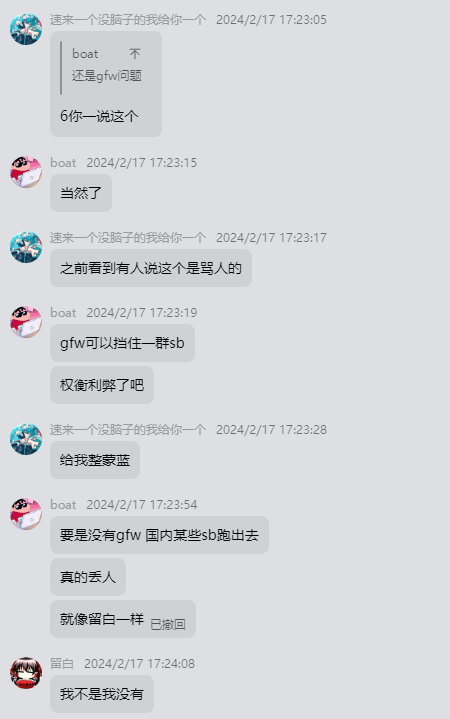 速来一个没脑子的我给你一个 2024/2/17 17:23:05
boat 不
还是gfw问题
6你一说这个
boat 2024/2/17 17:23:15
当然了
速来一个没脑子的我给你一个 2024/2/17 17:23:17
之前看到有人说这个是骂人的
boat 2024/2/17 17:23:19
gfw可以挡住一群sb
权衡利弊了吧
速来一个没脑子的我给你一个 2024/2/17 17:23:28
给我整蒙蓝
boat 2024/2/17 17:23:54
要是没有gfw 国内某些sb跑出去
真的丢人
就像留白一样 已撤回
留白 2024/2/17 17:24:08
我不是我没有